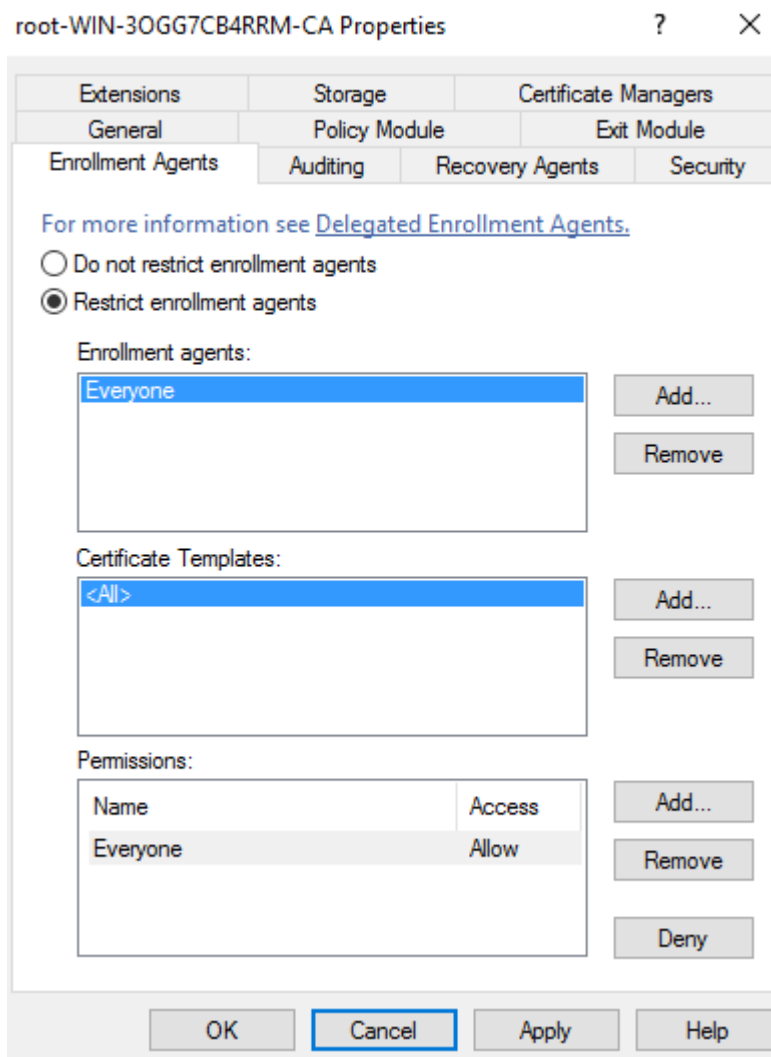 root-WIN-3OGG7CB4RRM-CA Properties ?
Extensions Storage Certificate Managers
General Policy Module Exit Module
Enrollment Agents Auditing Recovery Agents Security
For more information see Delegated Enrollment Agents.
Do not restrict enrollment agents
Restrict enrollment agents
Enrollment agents:
Everyone
Add...
Remove
Certificate Templates:
<All>
Add...
Remove
Permissions:
Name Access
Everyone Allow
Add...
Remove
Deny
OK Cancel Apply Help